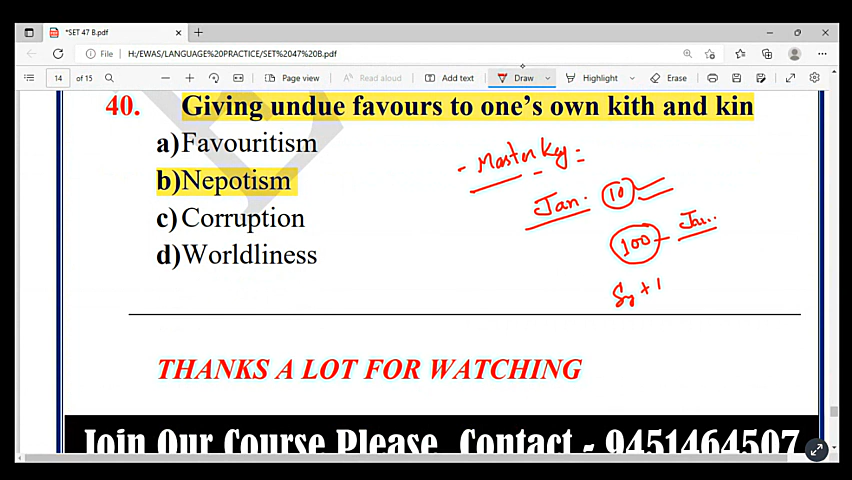 *SET 47 B.pdf
File
H:/EWAS/LANGUAGE%20PRACTICE/SET%2047%20B.pdf
14 of 15
Page view
Read aloud
Add text
Draw
Highlight
Erase
40. Giving undue favours to one's own kith and kin
a)Favouritism
b)Nepotism
c)Corruption
d)Worldliness
- Master Key =
Jan. 10
100 - Jan.
+ 1
THANKS A LOT FOR WATCHING
Join Our Course Please Contact - 9451464507